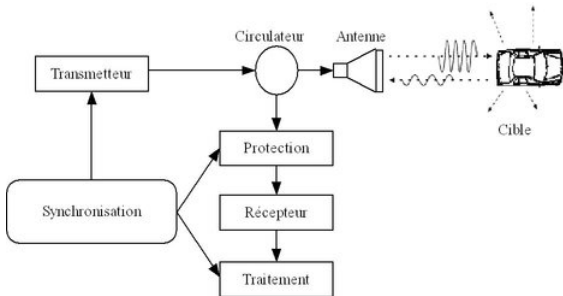 Circulateur
Antenne
Transmetteur
Cible
Protection
Synchronisation
Récepteur
Traitement